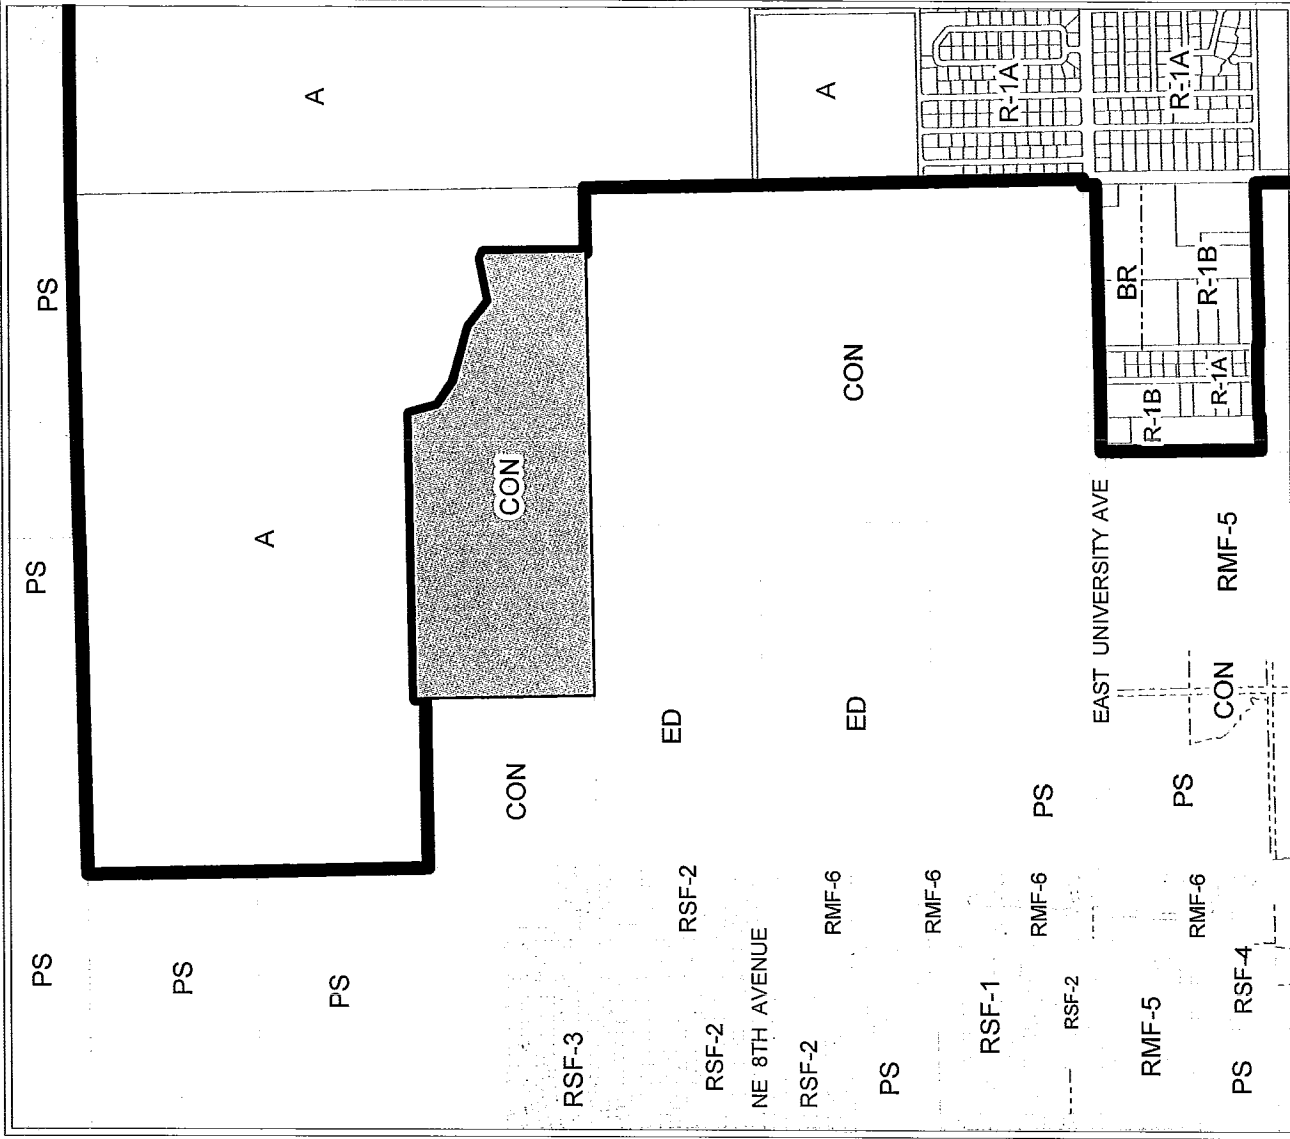 A
A
R-1A
R-1A
PS
BR
R-1B
CON
R-1A
R-1B
CON
PS
A
EAST UNIVERSITY AVE
RMF-5
CON
ED
ED
CON
PS
PS
RSF-2
RMF-6
RMF-6
RMF-6
RMF-6
PS
PS
PS
RSF-4
NE 8TH AVENUE
RSF-1
RSF-2
RSF-3
RSF-2
RSF-2
PS
RMF-5
PS